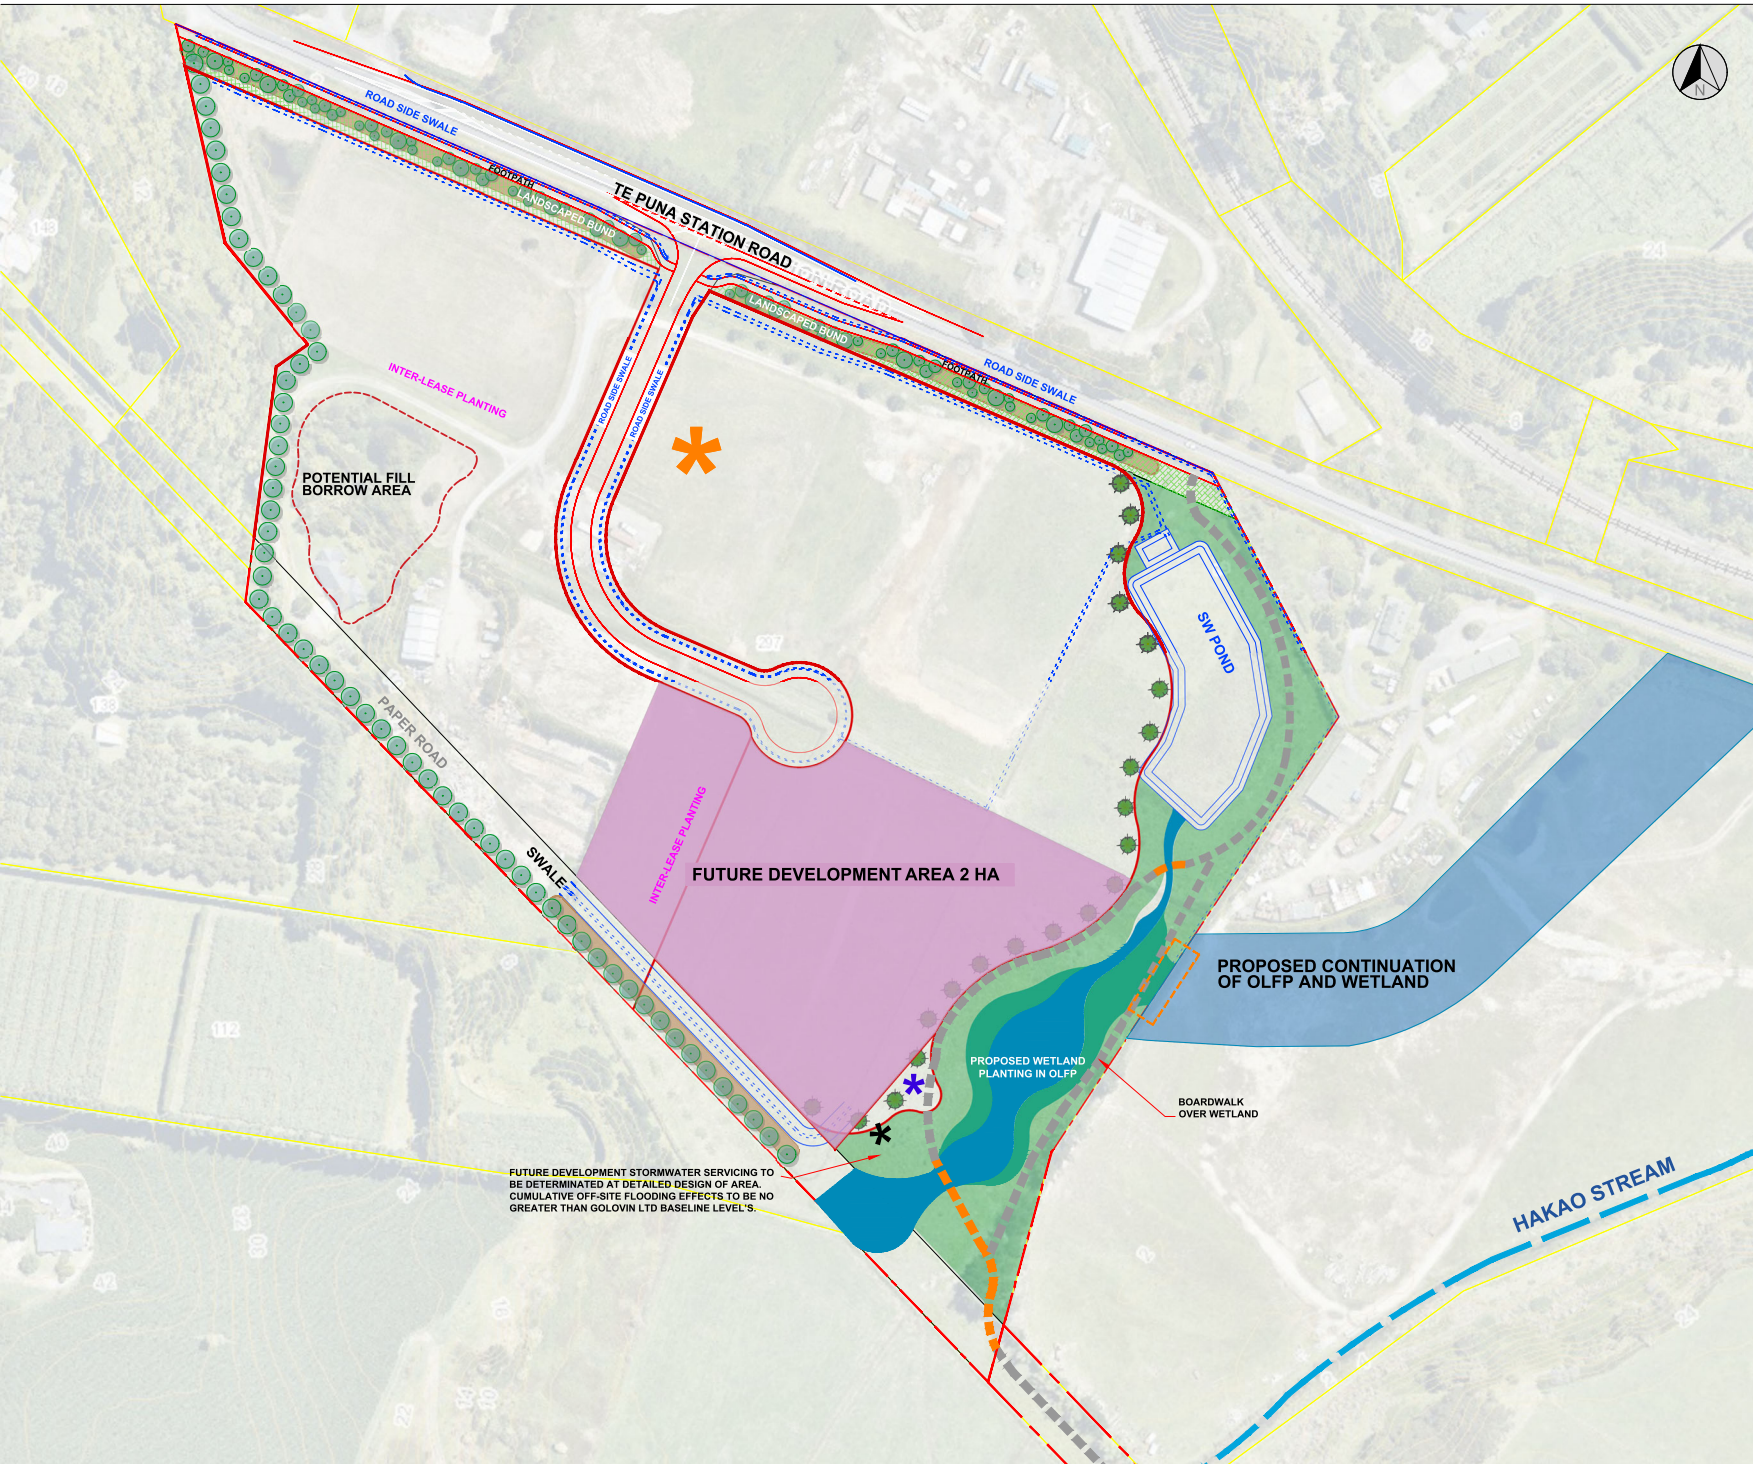 N
ROAD SIDE SWALE
FOOTPATH
LANDSCAPED BUND
TE PUNA STATION ROAD
LANDSCAPED BUND
FOOTPATH
ROAD SIDE SWALE
INTER-LEASE PLANTING
ROAD SIDE SWALE
ROAD SIDE SWALE
POTENTIAL FILL
BORROW AREA
SW POND
207
PAPER ROAD
INTER-LEASE PLANTING
SWALE
FUTURE DEVELOPMENT AREA 2 HA
PROPOSED CONTINUATION
OF OLFP AND WETLAND
112
PROPOSED WETLAND
PLANTING IN OLFP
BOARDWALK
OVER WETLAND
FUTURE DEVELOPMENT STORMWATER SERVICING TO
BE DETERMINED AT DETAILED DESIGN OF AREA.
CUMULATIVE OFF-SITE FLOODING EFFECTS TO BE NO
GREATER THAN GOLOVIN LTD BASELINE LEVEL'S.
HAKAO STREAM